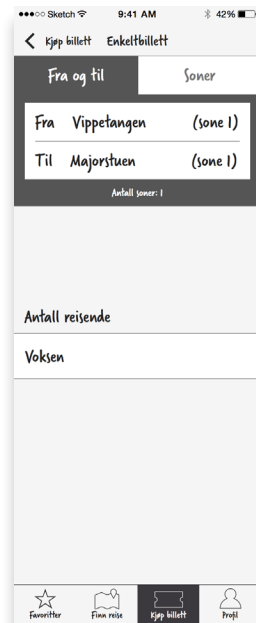 Sketch 9:41 AM 42%
Kjøp billett Enkeltbillett
Fra og til Soner
Fra Vippetangen (sone 1)
Til Majorstuen (sone 1)
Antall soner: 1
Antall reisende
Voksen
Favoritter Finn reise Kjøp billett Profil